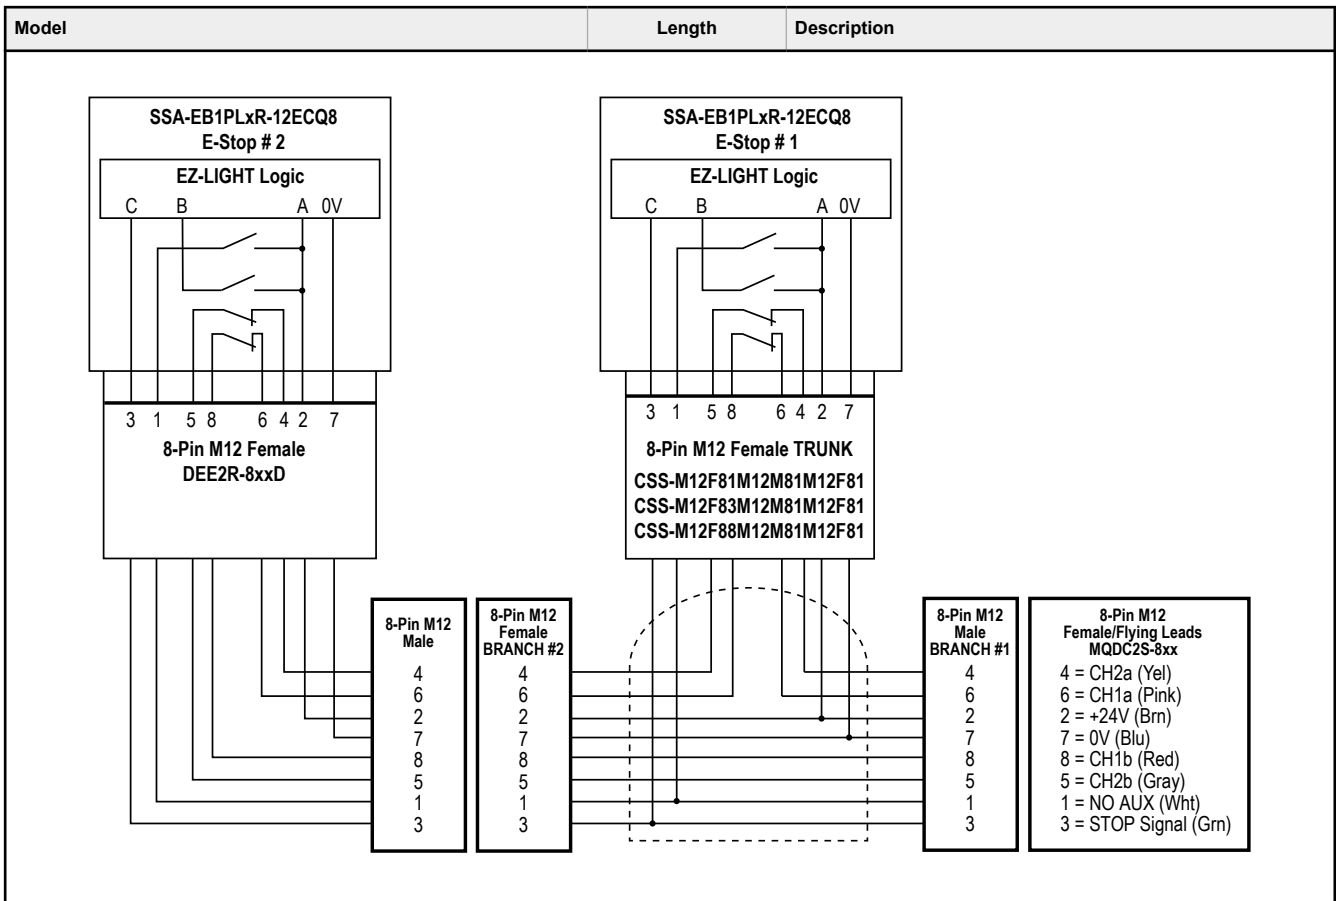 Model Length Description
SSA-EB1PLxR-12ECQ8
E-Stop # 2
EZ-LIGHT Logic
C B A 0V
3 1 5 8 6 4 2 7
8-Pin M12 Female
DEE2R-8xxD
SSA-EB1PLxR-12ECQ8
E-Stop # 1
EZ-LIGHT Logic
C B A 0V
3 1 5 8 6 4 2 7
8-Pin M12 Female TRUNK
CSS-M12F81M12M81M12F81
CSS-M12F83M12M81M12F81
CSS-M12F88M12M81M12F81
8-Pin M12
Male
4
6
2
7
8
5
1
3
8-Pin M12
Female
BRANCH #2
4
6
2
7
8
5
1
3
8-Pin M12
Male
BRANCH #1
4
6
2
7
8
5
1
3
8-Pin M12
Female/Flying Leads
MQDC2S-8xx
4 = CH2a (Yel)
6 = CH1a (Pink)
2 = +24V (Brn)
7 = 0V (Blu)
8 = CH1b (Red)
5 = CH2b (Gray)
1 = NO AUX (Wht)
3 = STOP Signal (Grn)